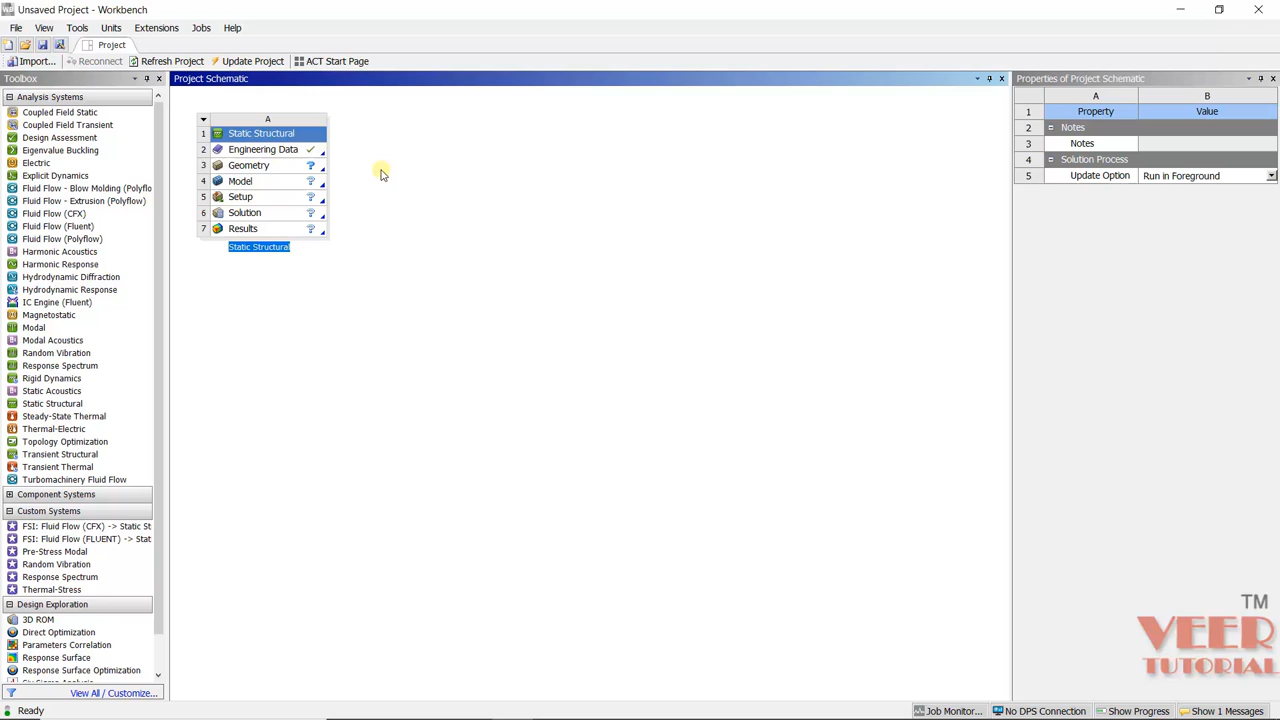 Unsaved Project - Workbench
File View Tools Units Extensions Jobs Help
Project
Import... Reconnect Refresh Project Update Project ACT Start Page
Toolbox
Analysis Systems
Coupled Field Static
Coupled Field Transient
Design Assessment
Eigenvalue Buckling
Electric
Explicit Dynamics
Fluid Flow - Blow Molding (Polyflo
Fluid Flow - Extrusion (Polyflow)
Fluid Flow (CFX)
Fluid Flow (Fluent)
Fluid Flow (Polyflow)
Harmonic Acoustics
Harmonic Response
Hydrodynamic Diffraction
Hydrodynamic Response
IC Engine (Fluent)
Magnetostatic
Modal
Modal Acoustics
Random Vibration
Response Spectrum
Rigid Dynamics
Static Acoustics
Static Structural
Steady-State Thermal
Thermal-Electric
Topology Optimization
Transient Structural
Transient Thermal
Turbomachinery Fluid Flow
Component Systems
Custom Systems
FSI: Fluid Flow (CFX) -> Static St
FSI: Fluid Flow (FLUENT) -> Stat
Pre-Stress Modal
Random Vibration
Response Spectrum
Thermal-Stress
Design Exploration
3D ROM
Direct Optimization
Parameters Correlation
Response Surface
Response Surface Optimization
View All / Customize...
Project Schematic
A
1 Static Structural
2 Engineering Data
3 Geometry ?
4 Model ?
5 Setup ?
6 Solution ?
7 Results ?
Static Structural
Properties of Project Schematic
A B
1 Property Value
2 Notes
3 Notes
4 Solution Process
5 Update Option Run in Foreground
TM
VEER
TUTORIAL
Ready
Job Monitor... No DPS Connection Show Progress Show 1 Messages